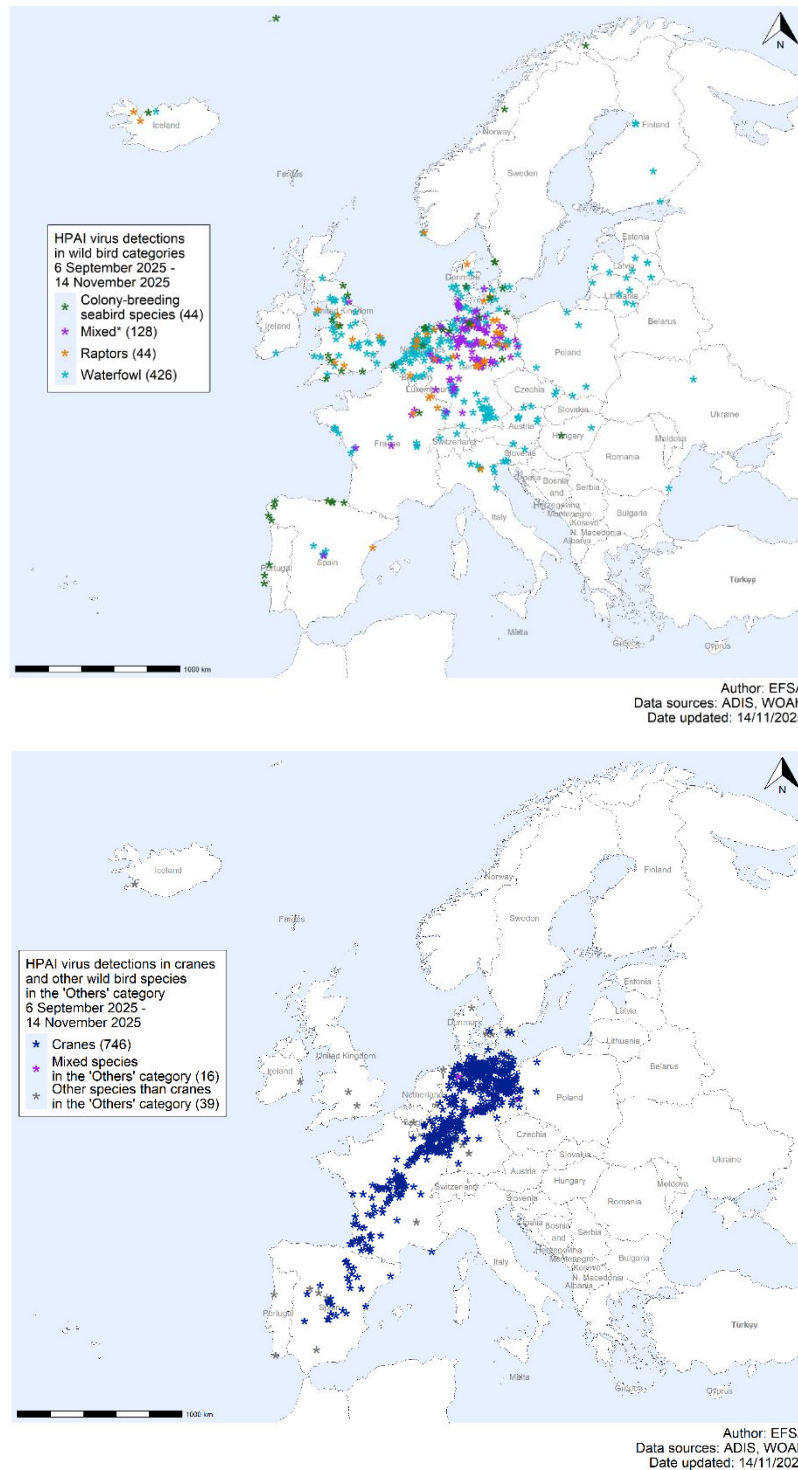 N
Iceland
Finland
Norway
Sweden
Faroes
Estonia
HPAI virus detections
in wild bird categories
6 September 2025 -
14 November 2025
Colony-breeding
seabird species (44)
Mixed* (128)
Raptors (44)
Waterfowl (426)
Denmark
Latvia
Lithuania
United Kingdom
Ireland
Belarus
Poland
Luxembourg
Czechia
Ukraine
Slovakia
Austria
France
Switzerland
Hungary
Moldova
Slovenia
Romania
Croatia
Bosnia
and
Herzegovina
Serbia
Italy
Montenegro
Kosovo
Bulgaria
N. Macedonia
Albania
Portugal
Spain
Türkiye
Malta
Greece
Cyprus
1000 km
Author: EFSA
Data sources: ADIS, WOAH
Date updated: 14/11/2025
N
Iceland
Finland
Norway
Sweden
Faroes
HPAI virus detections in cranes
and other wild bird species
in the 'Others' category
6 September 2025 -
14 November 2025
Cranes (746)
Mixed species
in the 'Others' category (16)
Other species than cranes
in the 'Others' category (39)
Estonia
Latvia
Denmark
Lithuania
United Kingdom
Ireland
Belarus
Netherlands
Poland
Czechia
Ukraine
Slovakia
Austria
Switzerland
Hungary
Moldova
Slovenia
Romania
Croatia
Bosnia
and
Herzegovina
Serbia
Italy
Montenegro
Kosovo
Bulgaria
N. Macedonia
Albania
Portugal
Spain
Türkiye
Malta
Greece
Cyprus
1000 km
Author: EFS
Data sources: ADIS, WOA
Date updated: 14/11/202